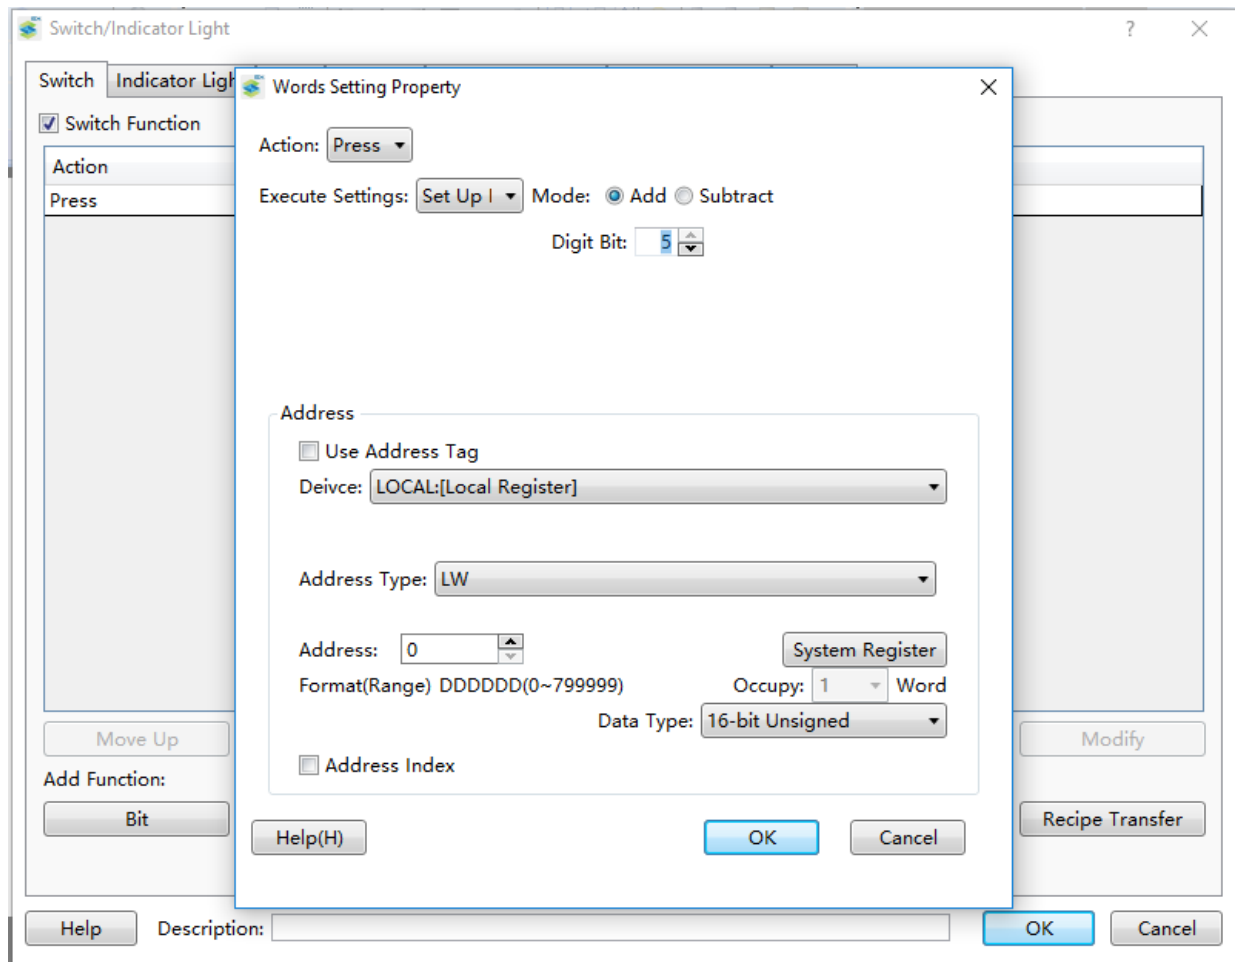 Switch/Indicator Light
?
Switch
Indicator Ligh
Switch Function
Action
Press
Words Setting Property
Action: Press
Execute Settings: Set Up I Mode: Add Subtract
Digit Bit: 5
Address
Use Address Tag
Deivce: LOCAL:[Local Register]
Address Type: LW
Address: 0 System Register
Format(Range) DDDDDD(0~799999) Occupy: 1 Word
Data Type: 16-bit Unsigned
Address Index
Help(H) OK Cancel
Move Up Modify
Add Function:
Bit Recipe Transfer
Help Description: OK Cancel